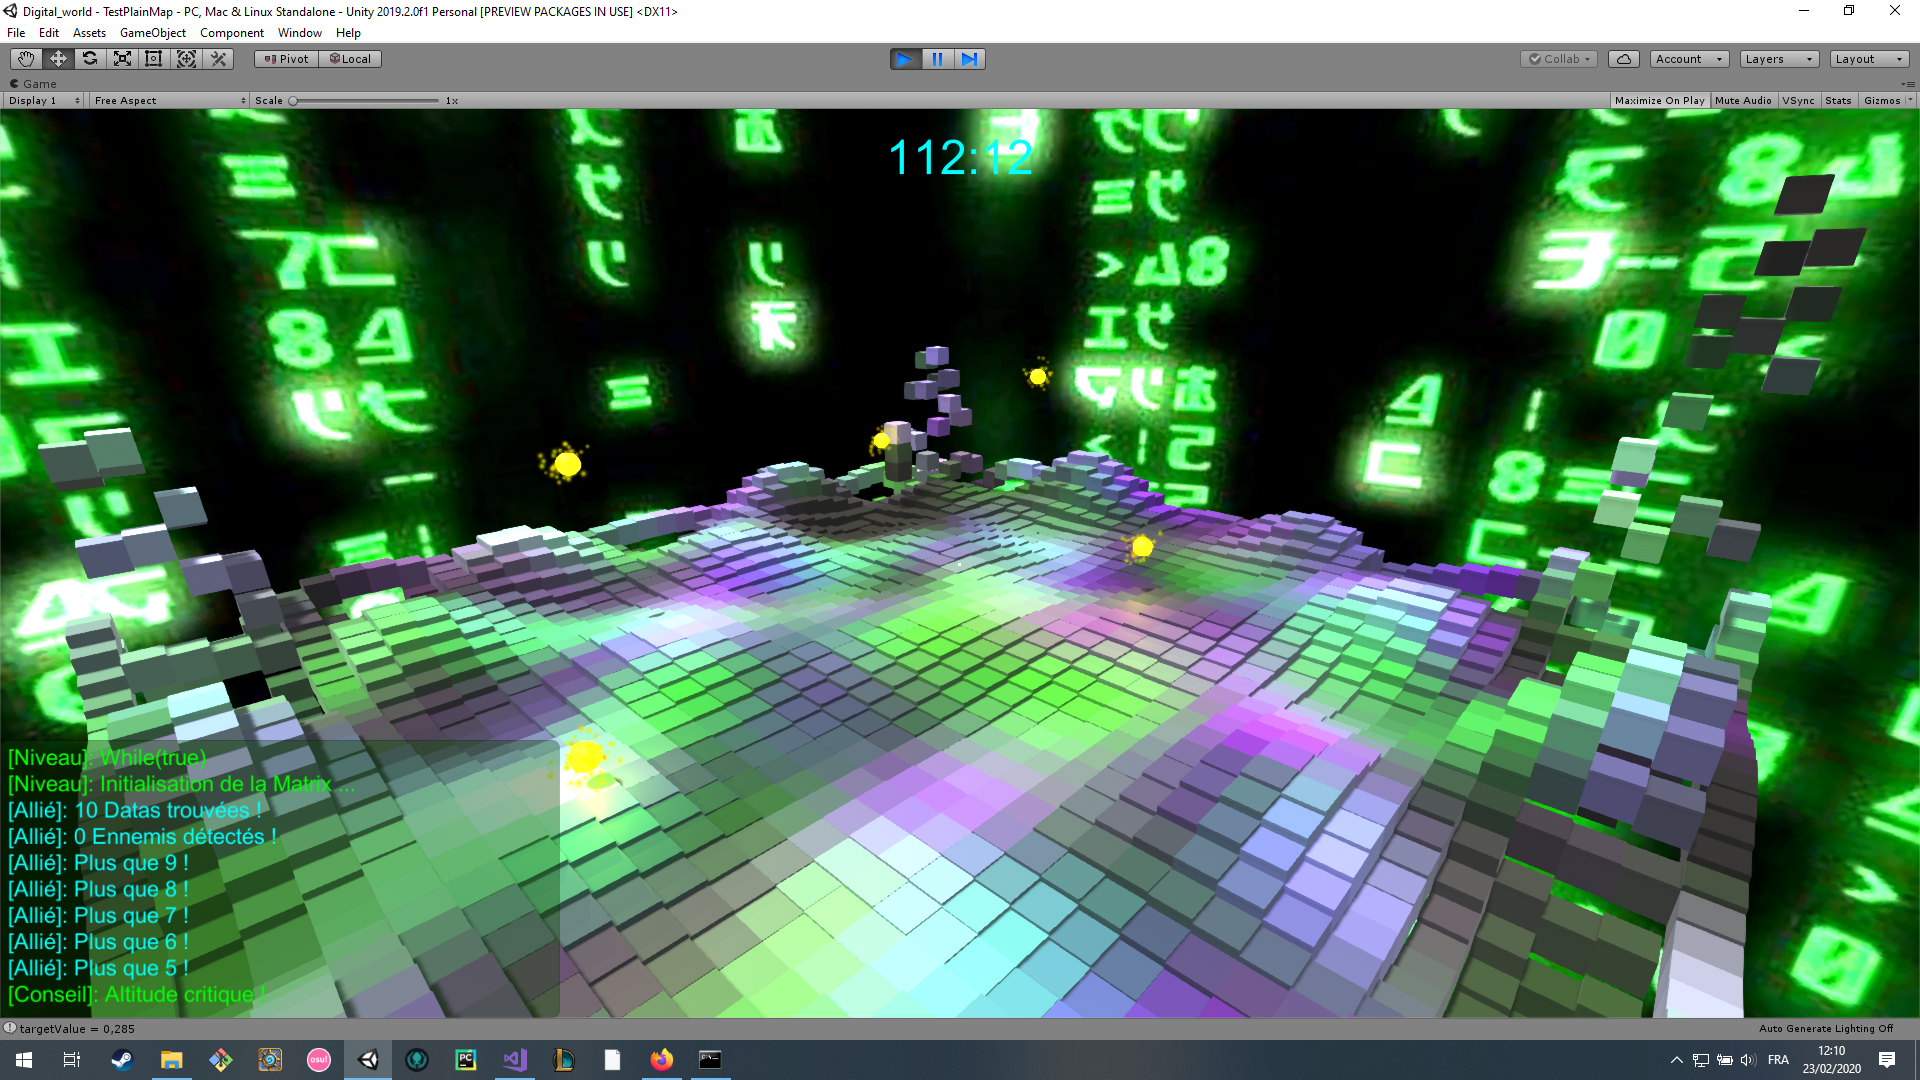 Digital_world - TestPlainMap - PC, Mac & Linux Standalone - Unity 2019.2.0f1 Personal [PREVIEW PACKAGES IN USE] <DX11>
File Edit Assets GameObject Component Window Help
Pivot Local Collab Account Layers Layout
Game
Display 1 Free Aspect Scale 1x Maximize On Play Mute Audio VSync Stats Gizmos
112:12
[Niveau]: While(true)
[Niveau]: Initialisation de la Matrix ...
[Allié]: 10 Datas trouvées !
[Allié]: 0 Ennemis détectés !
[Allié]: Plus que 9 !
[Allié]: Plus que 8 !
[Allié]: Plus que 7 !
[Allié]: Plus que 6 !
[Allié]: Plus que 5 !
[Conseil]: Altitude critique !
targetValue = 0,285 Auto Generate Lighting Off
osu! PC FRA 12:10
23/02/2020